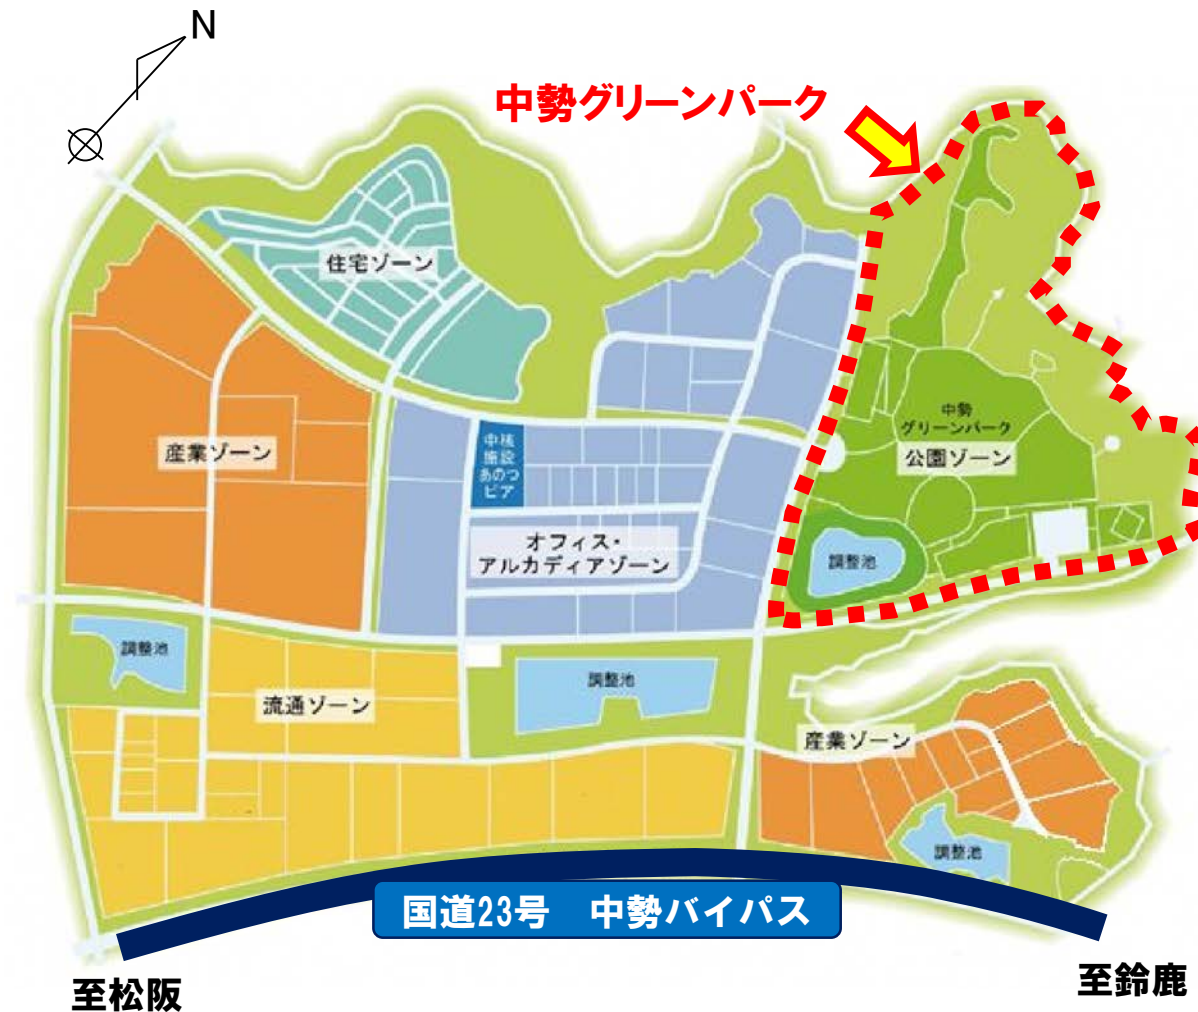 N
中勢グリーンパーク
住宅ゾーン
産業ゾーン
中核
施設
あのつ
ピア
オフィス・
アルカディアゾーン
中勢
グリーンパーク
公園ゾーン
調整池
調整池
流通ゾーン
調整池
産業ゾーン
調整池
国道23号 中勢バイパス
至松阪
至鈴鹿